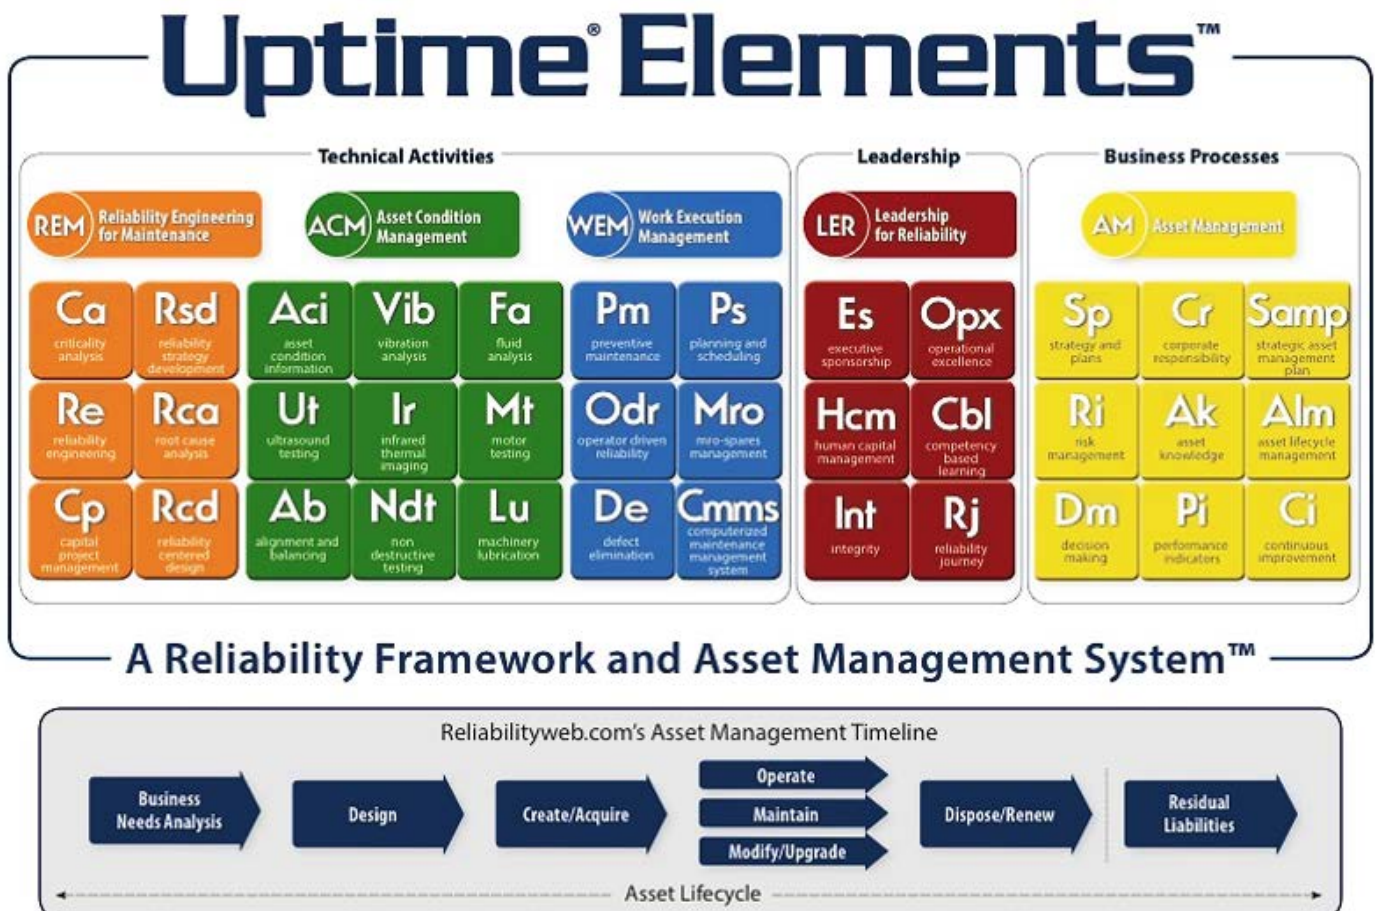 Uptime® Elements™
Technical Activities
Leadership
Business Processes
REM Reliability Engineering
for Maintenance
ACM Asset Condition
Management
WEM Work Execution
Management
LER Leadership
for Reliability
AM Asset Management
Ca
criticality
analysis
Rsd
reliability
strategy
development
Aci
asset
condition
information
Vib
vibration
analysis
Fa
fluid
analysis
Pm
preventive
maintenance
Ps
planning and
scheduling
Es
executive
sponsorship
Opx
operational
excellence
Sp
strategy and
plans
Cr
corporate
responsibility
Samp
strategic asset
management
plan
Re
reliability
engineering
Rca
root cause
analysis
Ut
ultrasound
testing
Ir
infrared
thermal
imaging
Mt
motor
testing
Odr
operator driven
reliability
Mro
mro-spares
management
Hcm
human capital
management
Cbl
competency
based
learning
Ri
risk
management
Ak
asset
knowledge
Alm
asset lifecycle
management
Cp
capital
project
management
Rcd
reliability
centered
design
Ab
alignment and
balancing
Ndt
non
destructive
testing
Lu
machinery
lubrication
De
defect
elimination
Cmms
computerized
maintenance
management
system
Int
integrity
Rj
reliability
journey
Dm
decision
making
Pi
performance
indicators
Ci
continuous
improvement
A Reliability Framework and Asset Management System™
Reliabilityweb.com's Asset Management Timeline
Business
Needs Analysis
Design
Create/Acquire
Operate
Maintain
Modify/Upgrade
Dispose/Renew
Residual
Liabilities
Asset Lifecycle